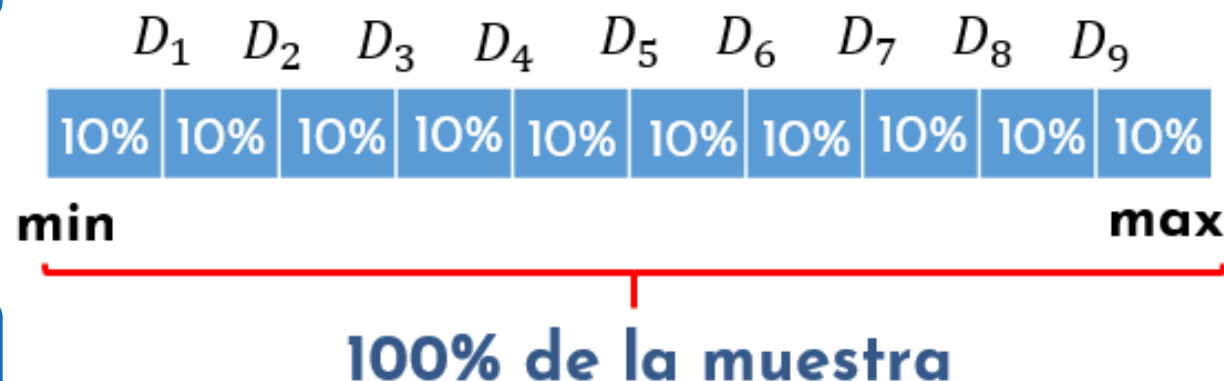 D₁ D₂ D₃ D₄ D₅ D₆ D₇ D₈ D₉
10% 10% 10% 10% 10% 10% 10% 10% 10% 10%
min max
100% de la muestra